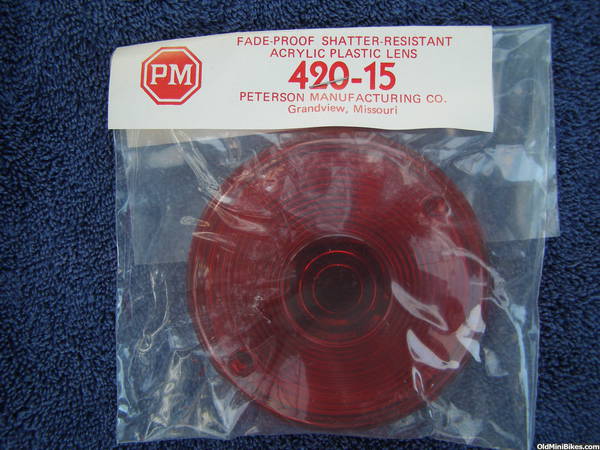 PM
FADE-PROOF SHATTER-RESISTANT
ACRYLIC PLASTIC LENS
420-15
PETERSON MANUFACTURING CO.
Grandview, Missouri
OldMiniBikes.com